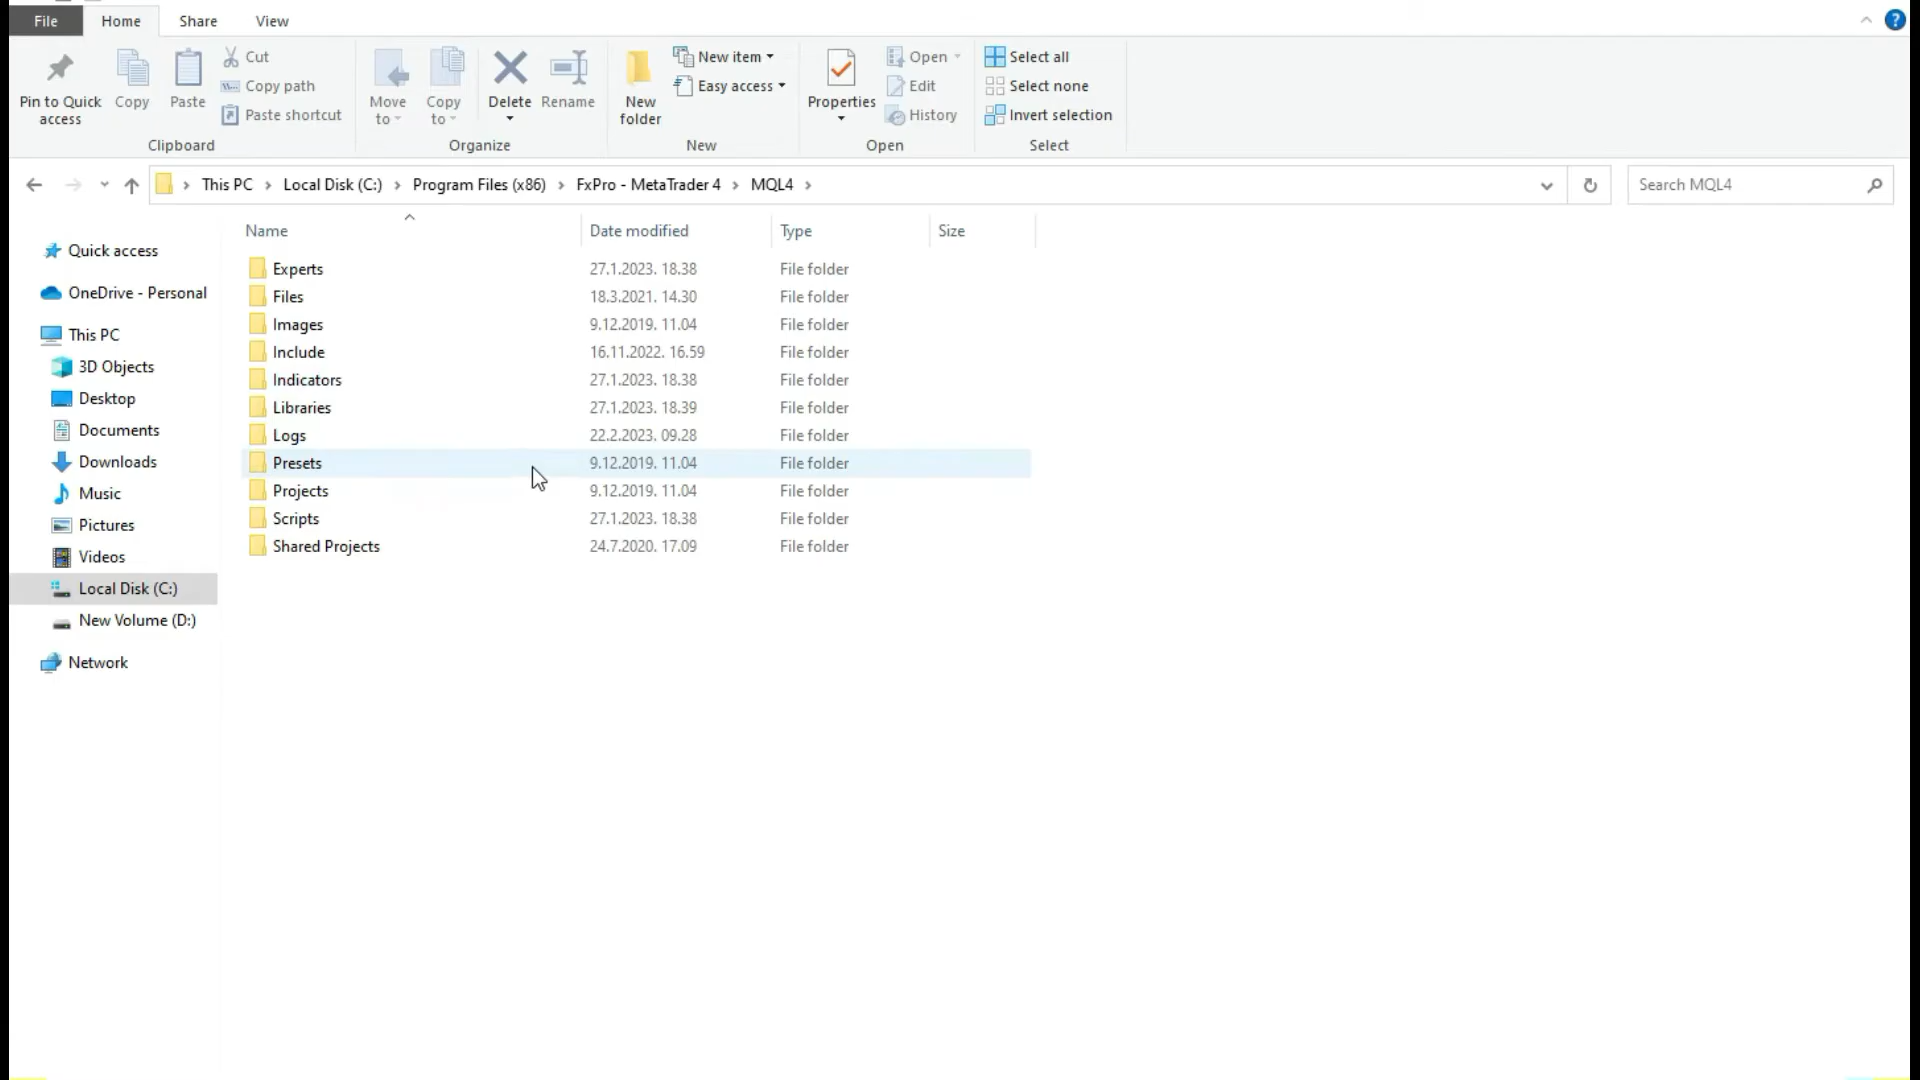 File Home Share View
Pin to Quick access
Copy
Paste
Cut
Copy path
Paste shortcut
Clipboard
Move to
Copy to
Delete
Rename
Organize
New folder
New item
Easy access
New
Properties
Open
Edit
History
Open
Select all
Select none
Invert selection
Select
This PC Local Disk (C:) Program Files (x86) FxPro - MetaTrader 4 MQL4
Search MQL4
Quick access
OneDrive - Personal
This PC
3D Objects
Desktop
Documents
Downloads
Music
Pictures
Videos
Local Disk (C:)
New Volume (D:)
Network
Name Date modified Type Size
Experts 27.1.2023. 18.38 File folder
Files 18.3.2021. 14.30 File folder
Images 9.12.2019. 11.04 File folder
Include 16.11.2022. 16.59 File folder
Indicators 27.1.2023. 18.38 File folder
Libraries 27.1.2023. 18.39 File folder
Logs 22.2.2023. 09.28 File folder
Presets 9.12.2019. 11.04 File folder
Projects 9.12.2019. 11.04 File folder
Scripts 27.1.2023. 18.38 File folder
Shared Projects 24.7.2020. 17.09 File folder